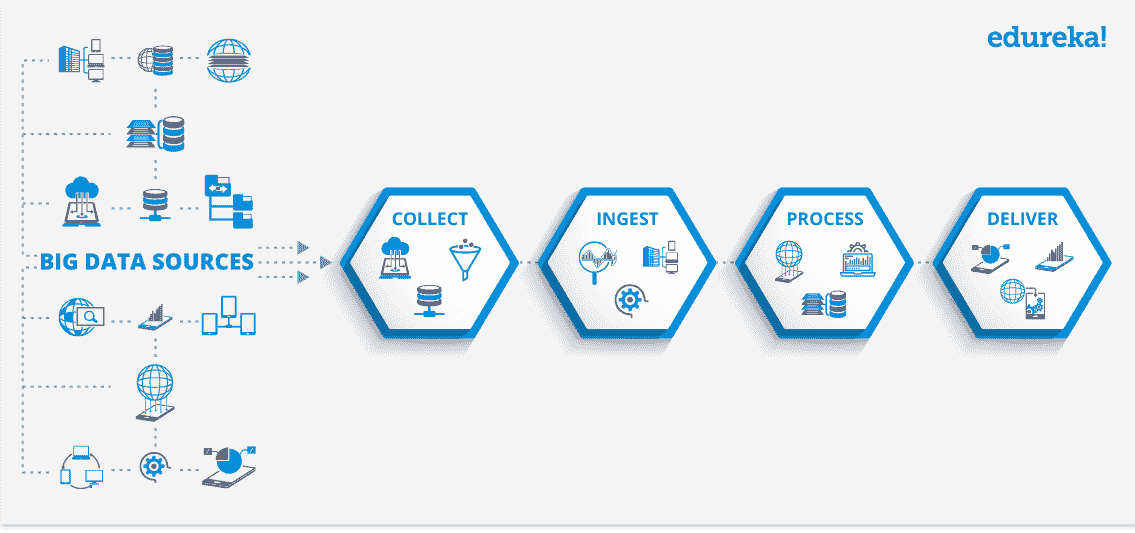 edureka!
BIG DATA SOURCES
COLLECT
INGEST
PROCESS
DELIVER